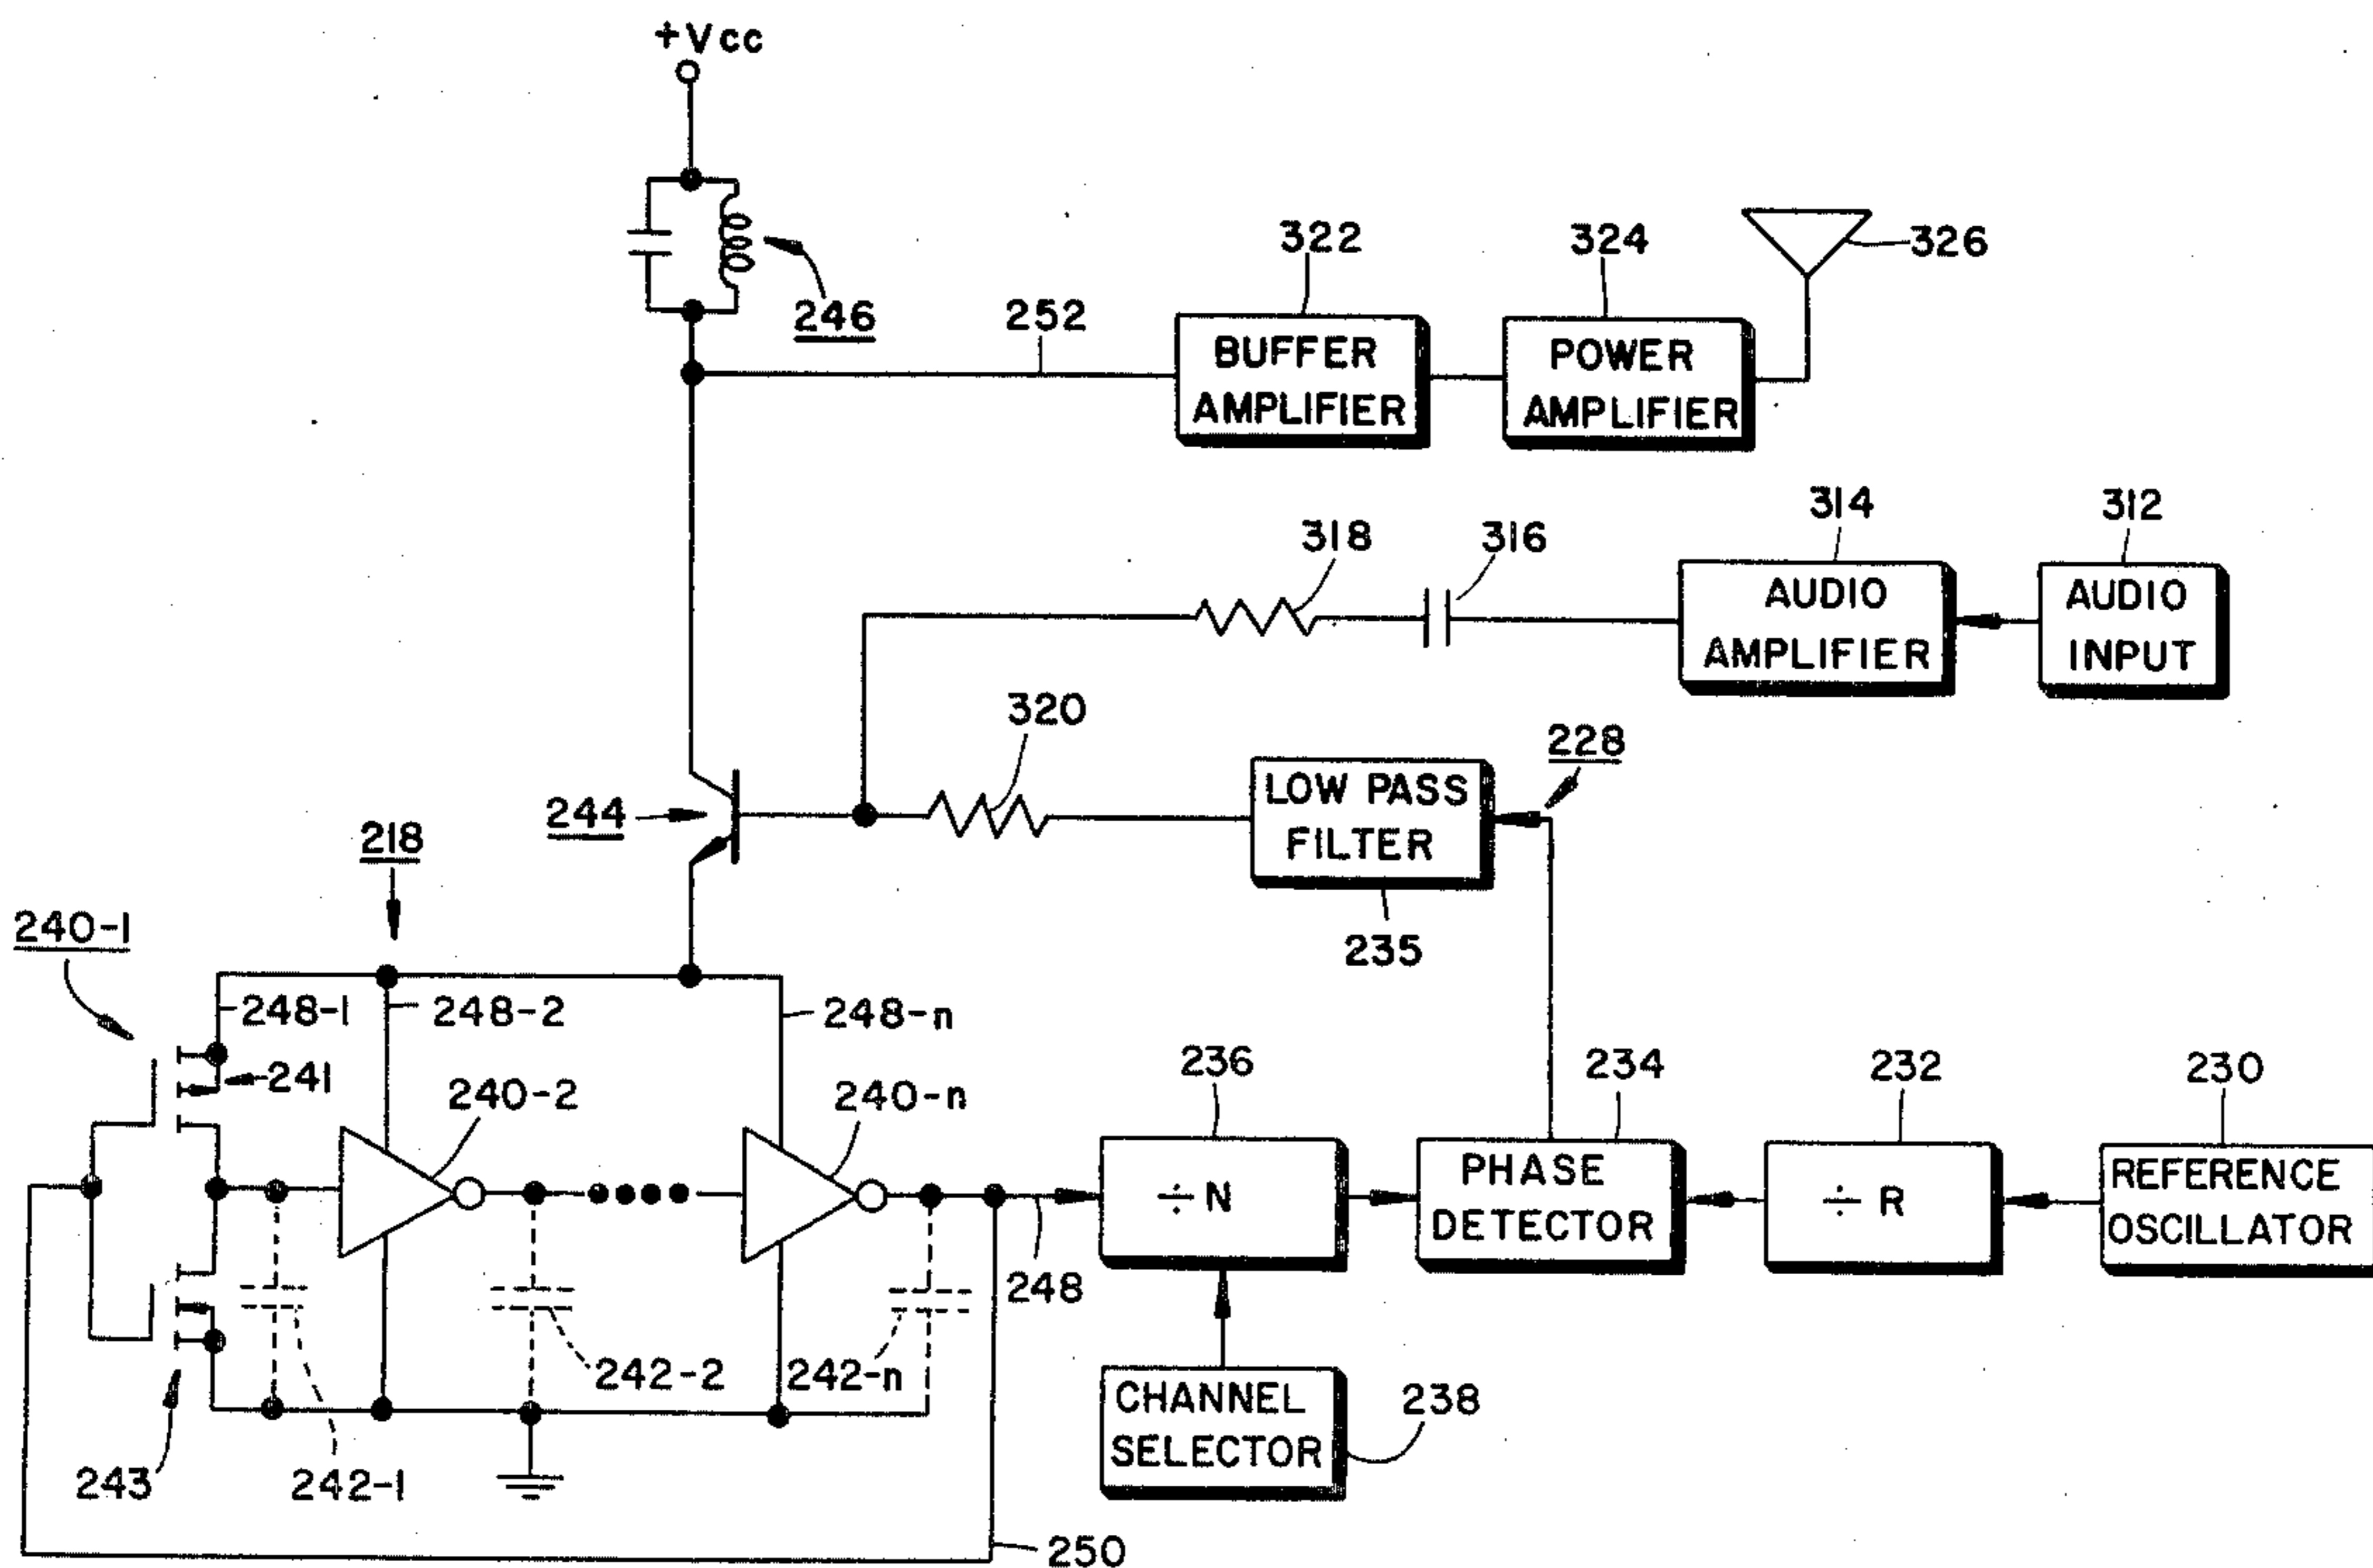 +Vcc
246
252
322
324
326
BUFFER
AMPLIFIER
POWER
AMPLIFIER
318
316
314
312
AUDIO
AMPLIFIER
AUDIO
INPUT
320
228
244
LOW PASS
FILTER
235
218
240-1
248-1
248-2
248-n
241
240-2
240-n
236
234
232
230
÷ N
PHASE
DETECTOR
÷ R
REFERENCE
OSCILLATOR
248
242-1
242-2
242-n
243
CHANNEL
SELECTOR
238
250